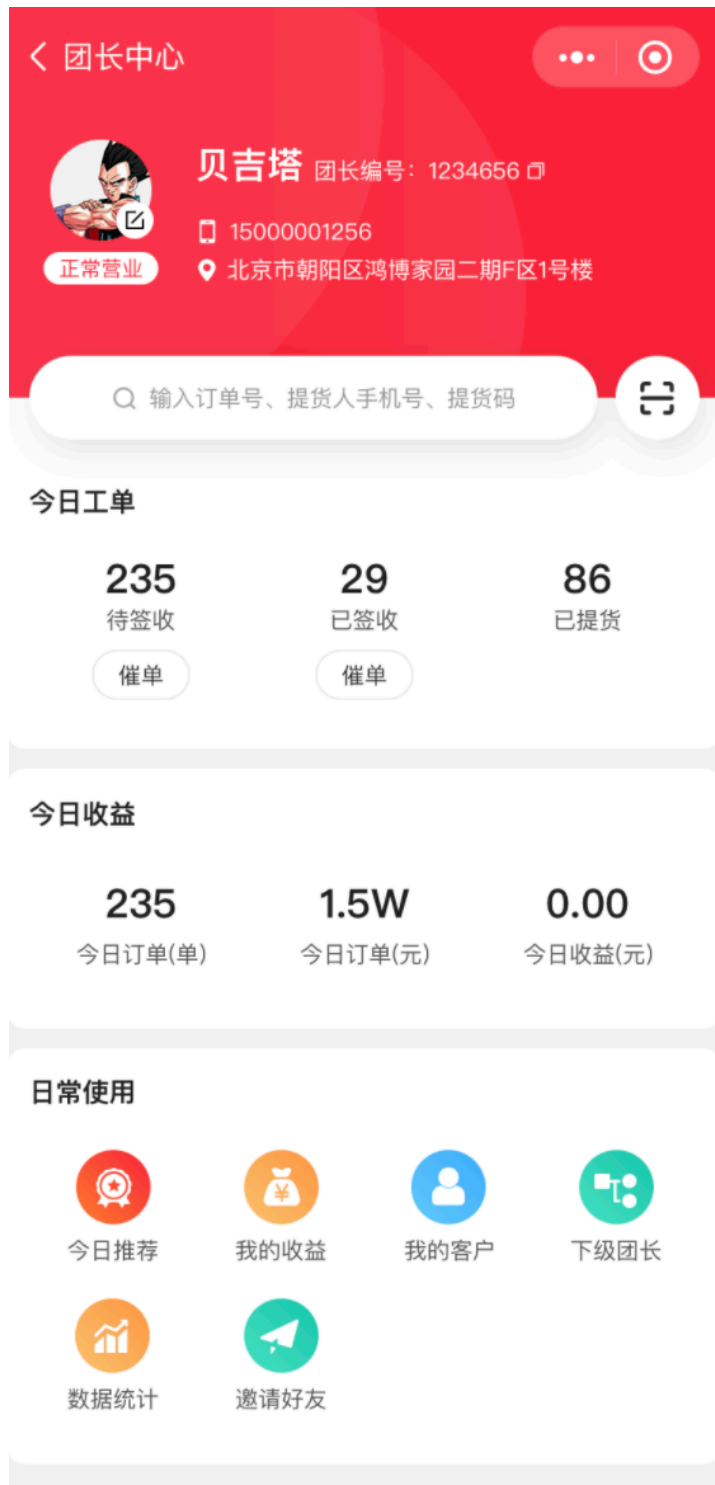 团长中心
贝吉塔 团长编号：1234656
15000001256
正常营业
北京市朝阳区鸿博家园二期F区1号楼
输入订单号、提货人手机号、提货码
今日工单
235 29 86
待签收 已签收 已提货
催单 催单
今日收益
235 1.5W 0.00
今日订单(单) 今日订单(元) 今日收益(元)
日常使用
¥
今日推荐 我的收益 我的客户 下级团长
数据统计 邀请好友